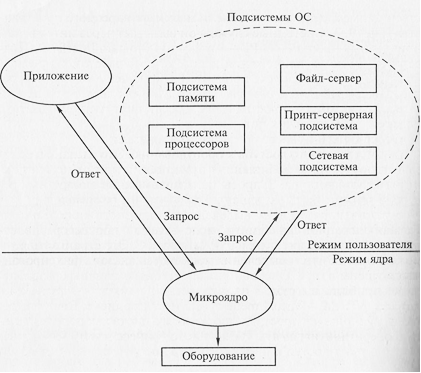 Подсистемы ОС
Приложение
Подсистема
памяти
Файл-сервер
Подсистема
процессоров
Принт-серверная
подсистема
Сетевая
подсистема
Ответ
Запрос
Запрос
Ответ
Режим пользователя
Режим ядра
Микроядро
Оборудование